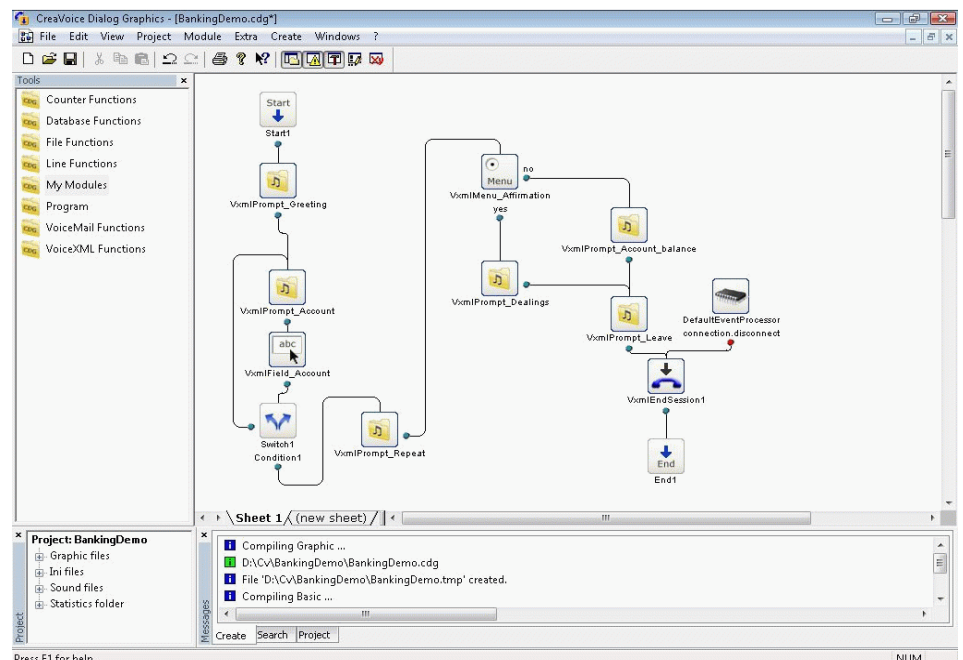 CreaVoice Dialog Graphics - [BankingDemo.cdg*]
File Edit View Project Module Extra Create Windows ?
Tools
Counter Functions
Database Functions
File Functions
Line Functions
My Modules
Program
VoiceMail Functions
VoiceXML Functions
Start
Start1
VxmlPrompt_Greeting
VxmlPrompt_Account
abc
VxmlField_Account
Switch1
Condition1
VxmlPrompt_Repeat
Menu
no
VxmlMenu_Affirmation
yes
VxmlPrompt_Account_balance
VxmlPrompt_Dealings
VxmlPrompt_Leave
DefaultEventProcessor
connection.disconnect
VxmlEndSession1
End
End1
Sheet 1 (new sheet)
Project
Project: BankingDemo
Graphic files
Ini files
Sound files
Statistics folder
Messages
Compiling Graphic ...
D:\Cv\BankingDemo\BankingDemo.cdg
File 'D:\Cv\BankingDemo\BankingDemo.tmp' created.
Compiling Basic ...
Create Search Project
Press F1 for help
NUM